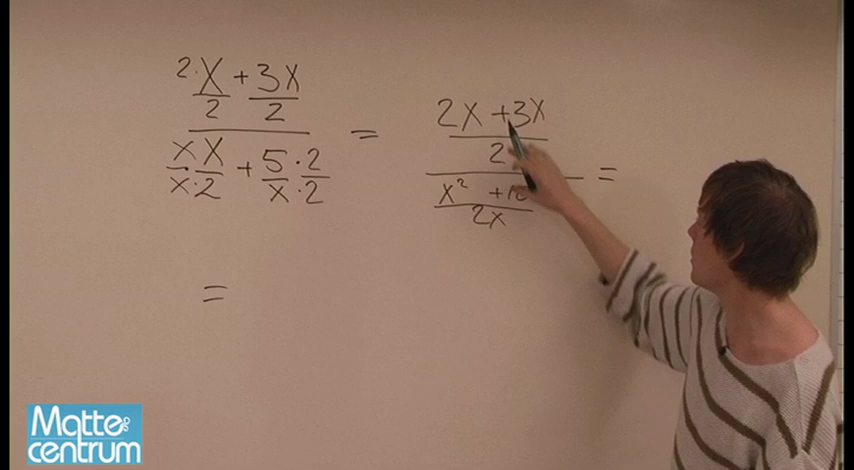 2·x/2 + 3x/2
x·x/x·2 + 5·2/x·2
=
2x + 3x
2
x² + 10
2x
=
=
Matte
centrum